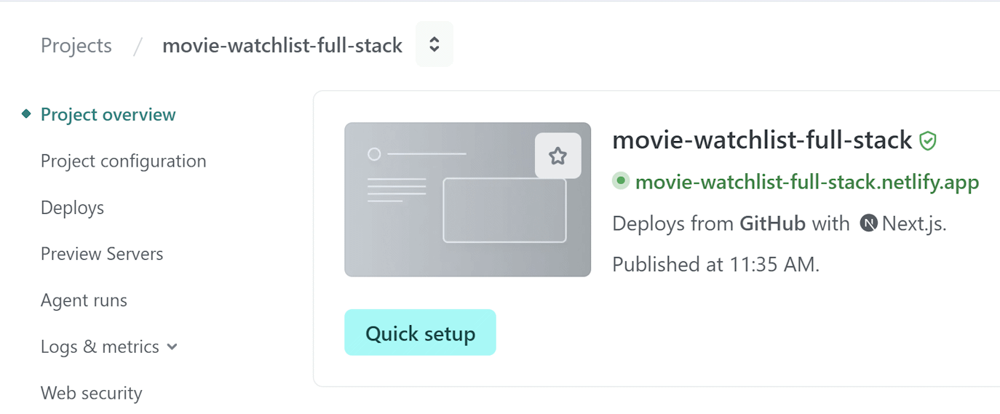 Projects / movie-watchlist-full-stack
Project overview
Project configuration
Deploys
Preview Servers
Agent runs
Logs & metrics
Web security
movie-watchlist-full-stack
movie-watchlist-full-stack.netlify.app
Deploys from GitHub with N Next.js.
Published at 11:35 AM.
Quick setup